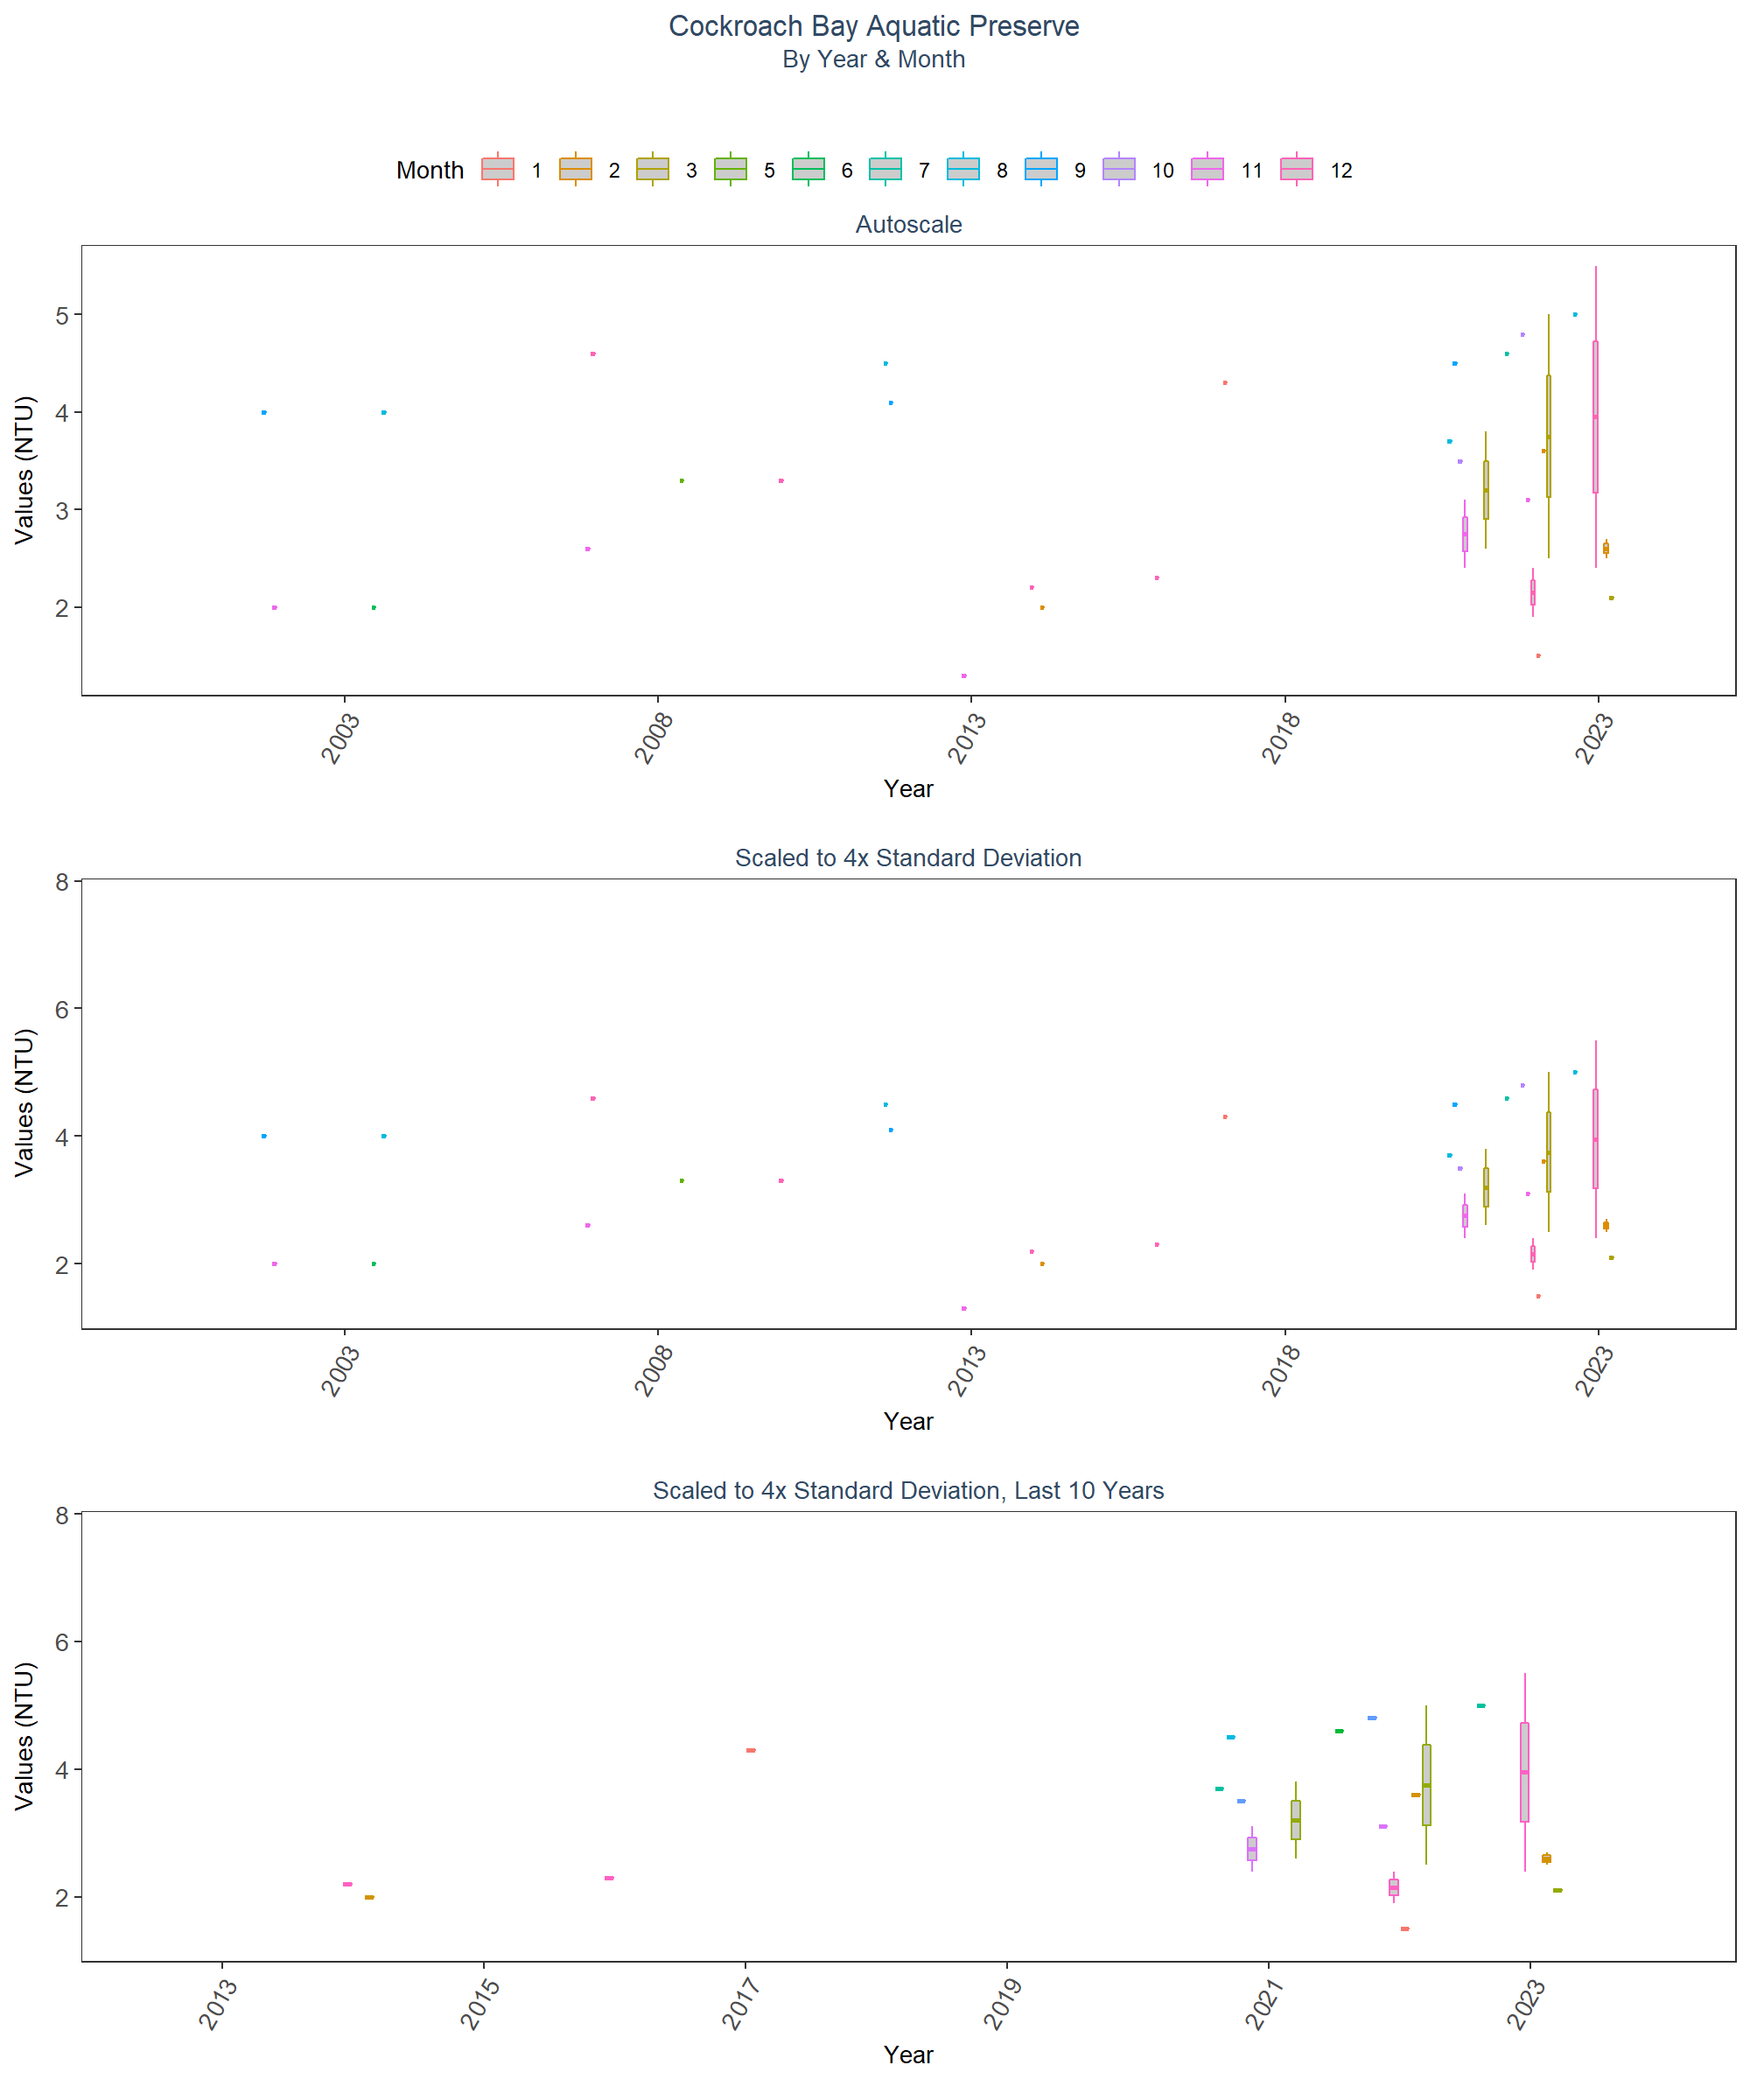 Cockroach Bay Aquatic Preserve
By Year & Month
Month 1 2 3 5 6 7 8 9 10 11 12
Autoscale
Values (NTU)
5
4
3
2
2003 2008 2013 2018 2023
Year
Scaled to 4x Standard Deviation
Values (NTU)
8
6
4
2
2003 2008 2013 2018 2023
Year
Scaled to 4x Standard Deviation, Last 10 Years
Values (NTU)
8
6
4
2
2013 2015 2017 2019 2021 2023
Year